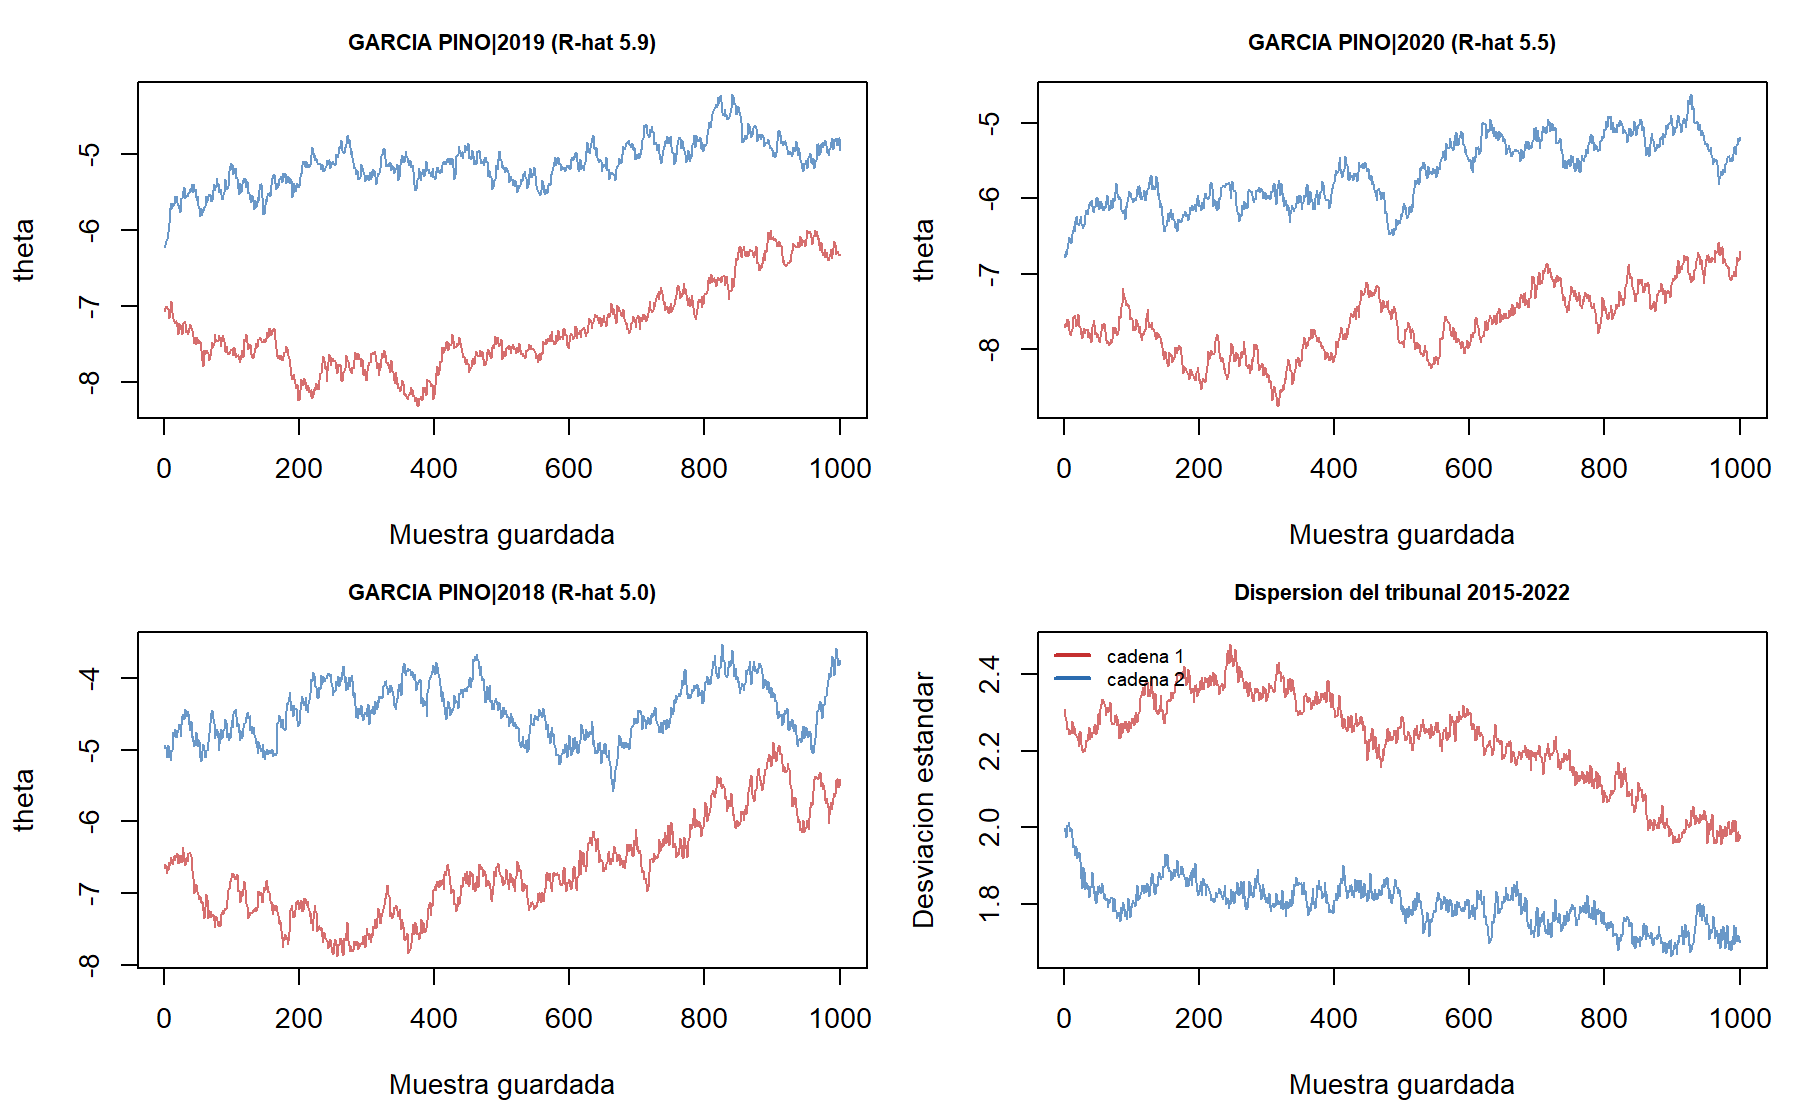 GARCIA PINO|2019 (R-hat 5.9)
theta
-5
-6
-7
-8
0 200 400 600 800 1000
Muestra guardada
GARCIA PINO|2020 (R-hat 5.5)
theta
-5
-6
-7
-8
0 200 400 600 800 1000
Muestra guardada
GARCIA PINO|2018 (R-hat 5.0)
theta
-4
-5
-6
-7
-8
0 200 400 600 800 1000
Muestra guardada
Dispersion del tribunal 2015-2022
Desviacion estandar
2.4
2.2
2.0
1.8
cadena 1
cadena 2
0 200 400 600 800 1000
Muestra guardada